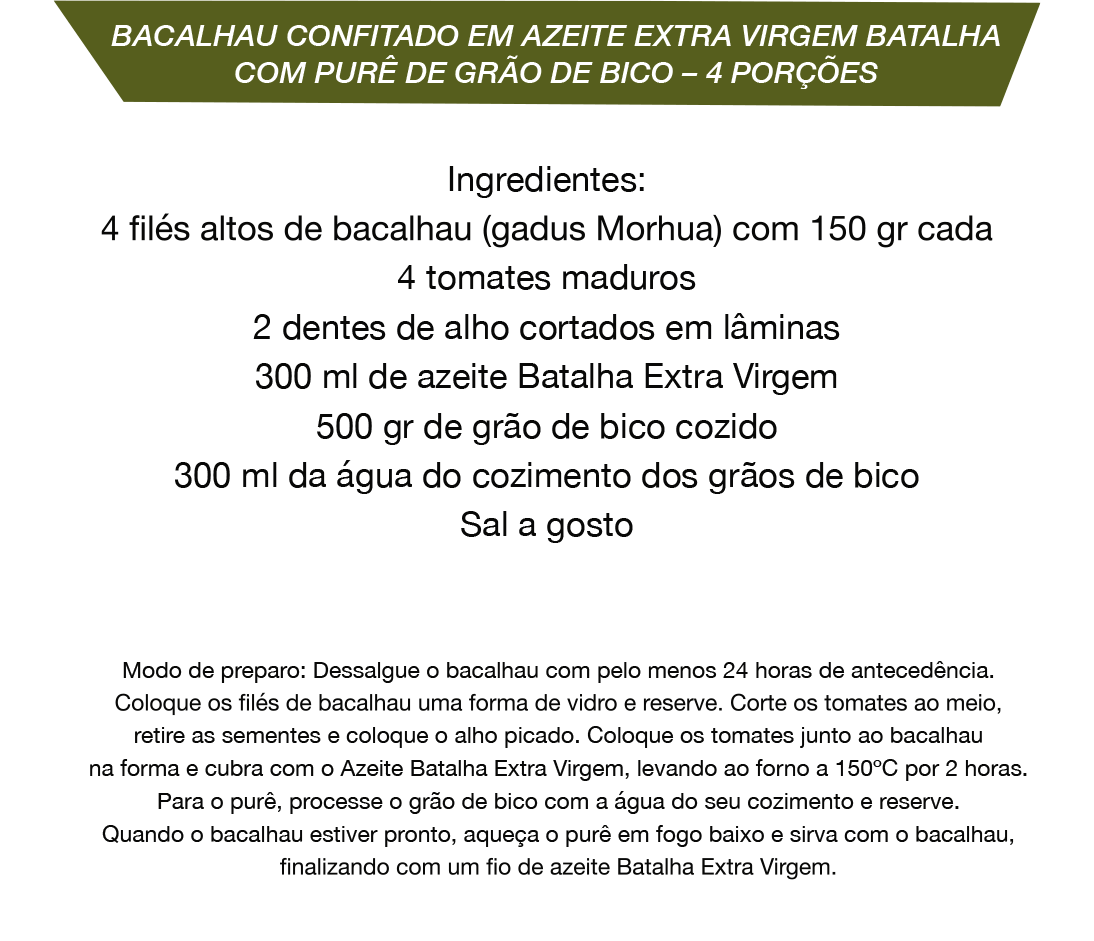 BACALHAU CONFITADO EM AZEITE EXTRA VIRGEM BATALHA
COM PURÊ DE GRÃO DE BICO – 4 PORÇÕES
Ingredientes:
4 filés altos de bacalhau (gadus Morhua) com 150 gr cada
4 tomates maduros
2 dentes de alho cortados em lâminas
300 ml de azeite Batalha Extra Virgem
500 gr de grão de bico cozido
300 ml da água do cozimento dos grãos de bico
Sal a gosto
Modo de preparo: Dessalgue o bacalhau com pelo menos 24 horas de antecedência.
Coloque os filés de bacalhau uma forma de vidro e reserve. Corte os tomates ao meio,
retire as sementes e coloque o alho picado. Coloque os tomates junto ao bacalhau
na forma e cubra com o Azeite Batalha Extra Virgem, levando ao forno a 150ºC por 2 horas.
Para o purê, processe o grão de bico com a água do seu cozimento e reserve.
Quando o bacalhau estiver pronto, aqueça o purê em fogo baixo e sirva com o bacalhau,
finalizando com um fio de azeite Batalha Extra Virgem.